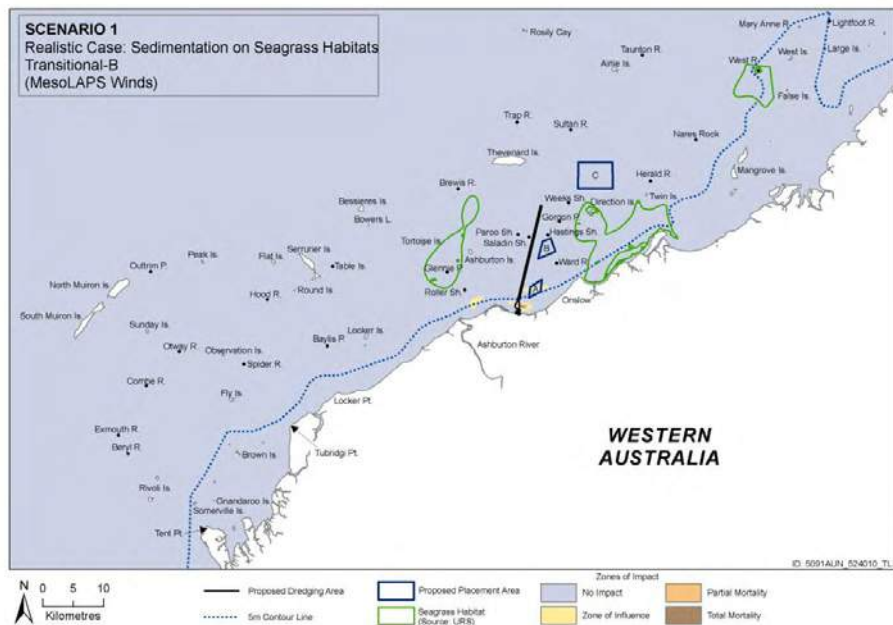 SCENARIO 1
Realistic Case: Sedimentation on Seagrass Habitats
Transitional-B
(MesoLAPS Winds)
Rosily Cay
Mary Anne R.
Lightfoot R.
Taunton R.
Airlie Is.
West R.
West Is.
Large Is.
False Is.
Trap R.
Sultan R.
Nares Rock
Thevenard Is.
Mangrove Is.
C
Herald R.
Brewis R.
Twin Is.
Weeks Sh.
Direction Is.
Bessieres Is.
Bowers L.
Gorgon P.
Paroo Sh.
Hastings Sh.
Tortoise Is.
Saladin Sh.
B
Serrurier Is.
Ashburton Is.
Peak Is.
Flat Is.
Table Is.
Glennie P.
Ward R.
Outtrim P.
North Muiron Is.
Round Is.
Roller Sh.
A
Hood R.
Onslow
South Muiron Is.
Sunday Is.
Locker Is.
Otway R.
Observation Is.
Baylis P.
Ashburton River
Spider R.
Combe R.
Fly Is.
Locker Pt.
Exmouth R.
Beryl R.
Brown Is.
Tubridgi Pt.
WESTERN
AUSTRALIA
Rivoli Is.
Gnandaroo Is.
Somerville Is.
Tent Pt.
ID: 5091AUN_524010_TL
N
0 5 10
Kilometres
Proposed Dredging Area
5m Contour Line
Proposed Placement Area
Seagrass Habitat
(Source: URS)
Zones of Impact
No Impact
Zone of Influence
Partial Mortality
Total Mortality